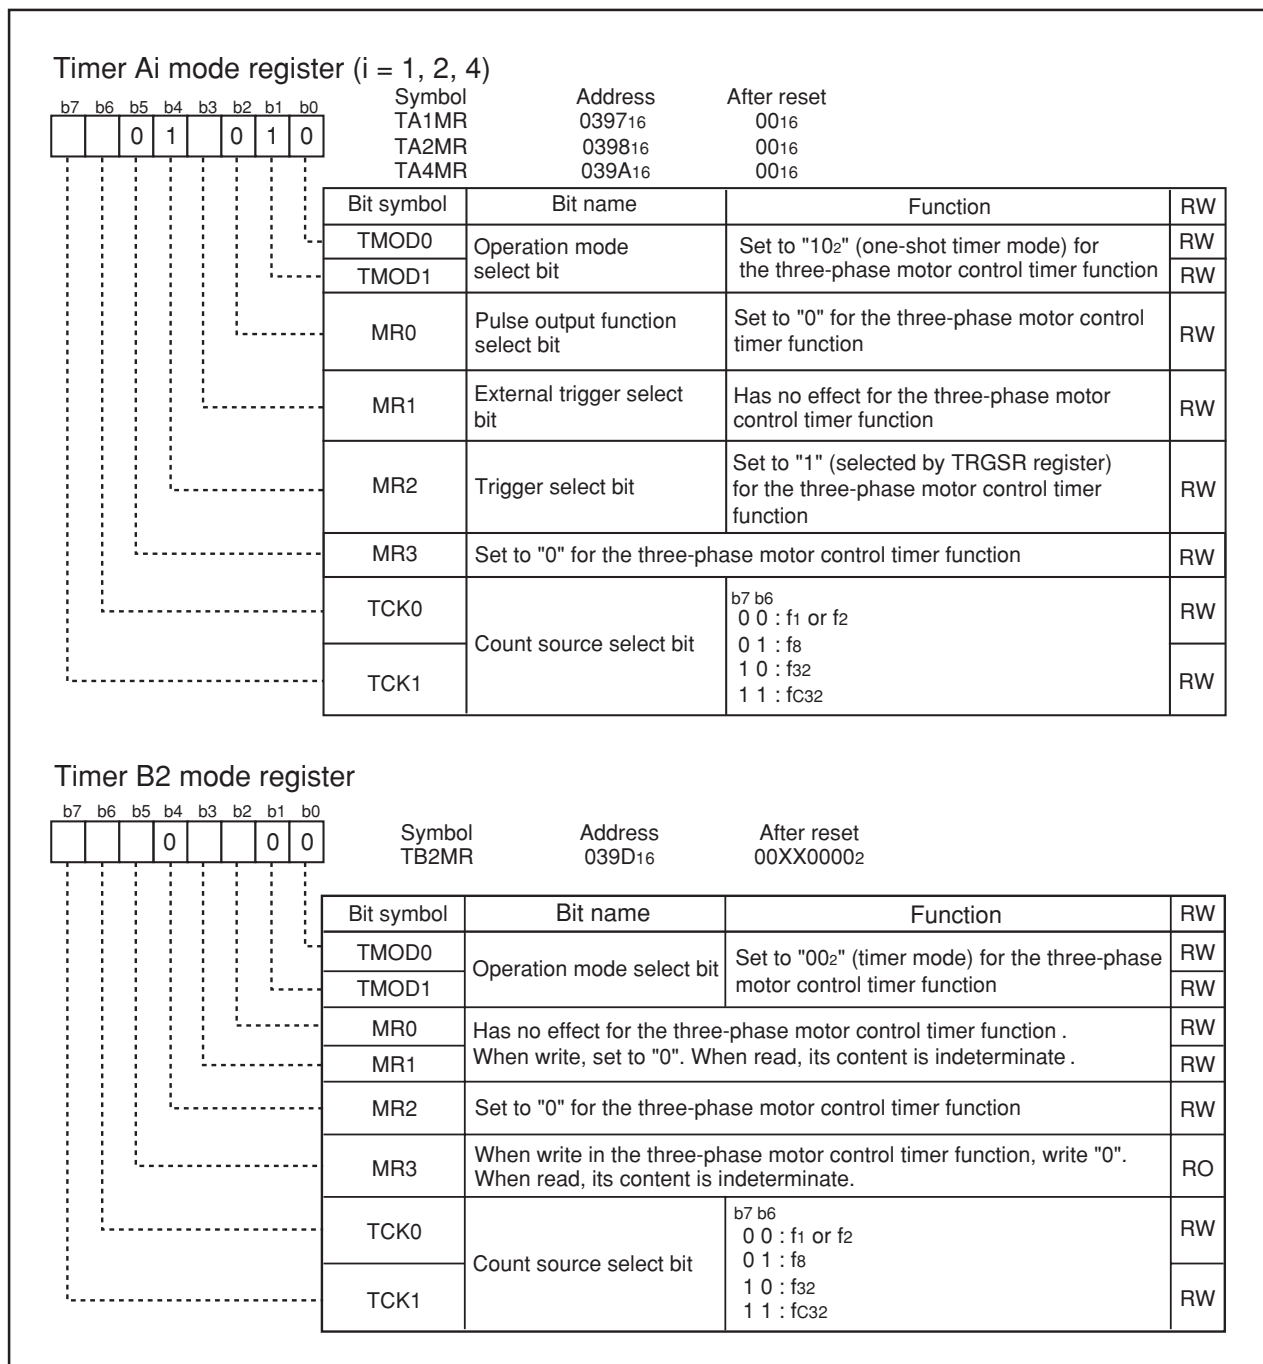 Timer Ai mode register (i = 1, 2, 4)
b7 b6 b5 b4 b3 b2 b1 b0
0 1 0 1 0
Symbol Address After reset
TA1MR 039716 0016
TA2MR 039816 0016
TA4MR 039A16 0016
Bit symbol Bit name Function RW
TMOD0 Operation mode select bit Set to "102" (one-shot timer mode) for RW
TMOD1 the three-phase motor control timer function RW
MR0 Pulse output function Set to "0" for the three-phase motor control RW
select bit timer function
MR1 External trigger select Has no effect for the three-phase motor RW
bit control timer function
MR2 Trigger select bit Set to "1" (selected by TRGSR register) RW
for the three-phase motor control timer
function
MR3 Set to "0" for the three-phase motor control timer function RW
TCK0 Count source select bit b7 b6 RW
0 0 : f1 or f2
0 1 : f8
TCK1 1 0 : f32 RW
1 1 : fC32
Timer B2 mode register
b7 b6 b5 b4 b3 b2 b1 b0
0 0 0
Symbol Address After reset
TB2MR 039D16 00XX00002
Bit symbol Bit name Function RW
TMOD0 Operation mode select bit Set to "002" (timer mode) for the three-phase RW
TMOD1 motor control timer function RW
MR0 Has no effect for the three-phase motor control timer function . RW
MR1 When write, set to "0". When read, its content is indeterminate . RW
MR2 Set to "0" for the three-phase motor control timer function RW
MR3 When write in the three-phase motor control timer function, write "0". RO
When read, its content is indeterminate.
TCK0 Count source select bit b7 b6 RW
0 0 : f1 or f2
0 1 : f8
TCK1 1 0 : f32 RW
1 1 : fC32